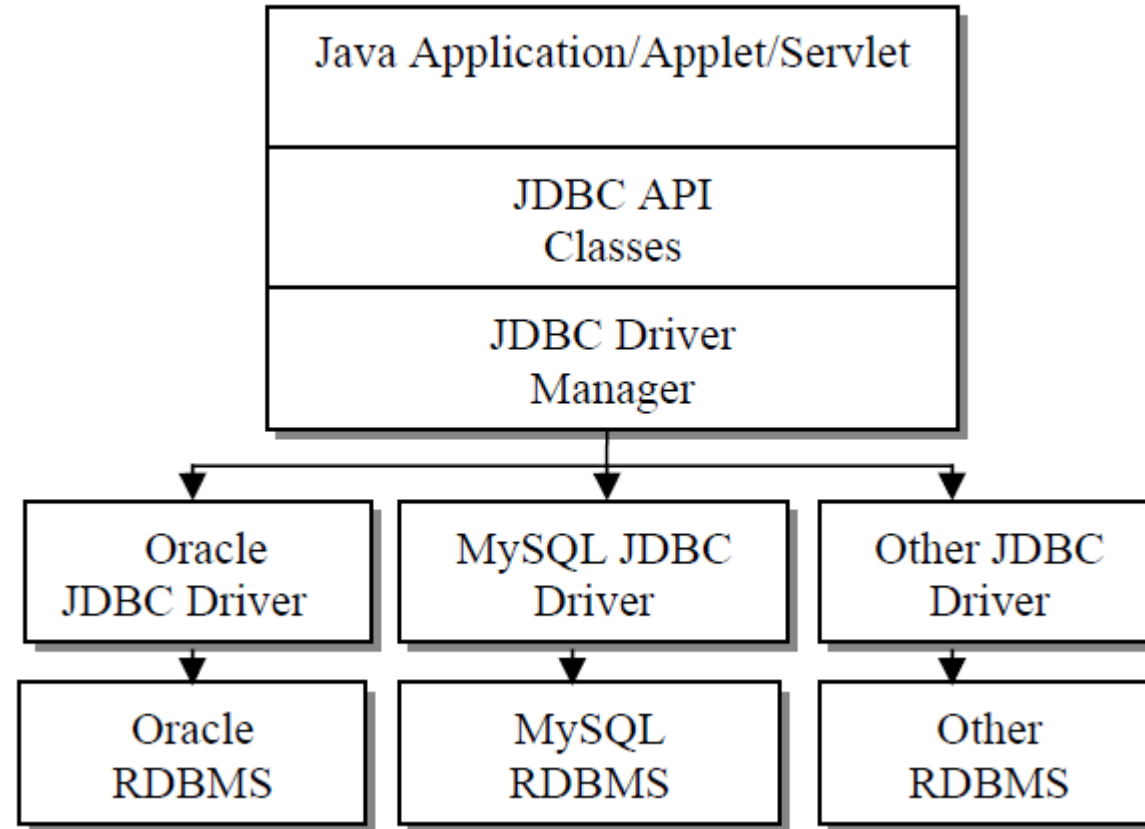 Java Application/Applet/Servlet
JDBC API
Classes
JDBC Driver
Manager
Oracle
JDBC Driver
MySQL JDBC
Driver
Other JDBC
Driver
Oracle
RDBMS
MySQL
RDBMS
Other
RDBMS